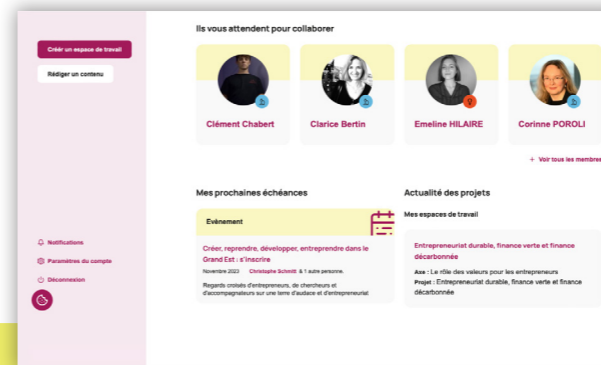 Créér un espace de travail
Rédiger un contenu
Notifications
Paramètres du compte
Déconnexion
Ils vous attendent pour collaborer
Clément Chabert
Clarice Bertin
Emeline HILAIRE
Corinne POROLI
+ Voir tous les membres
Mes prochaines échéances
Evènement
Créer, reprendre, développer, entreprendre dans le
Grand Est : s'inscrire
Novembre 2023 Christophe Schmitt & 1 autre personne.
Regards croisés d'entrepreneurs, de chercheurs et
d'accompagnateurs sur une terre d'audace et d'entrepreneuriat
Actualité des projets
Mes espaces de travail
Entrepreneuriat durable, finance verte et finance
décarbonnée
Axe : Le rôle des valeurs pour les entrepreneurs
Projet : Entrepreneuriat durable, finance verte et finance
décarbonnée